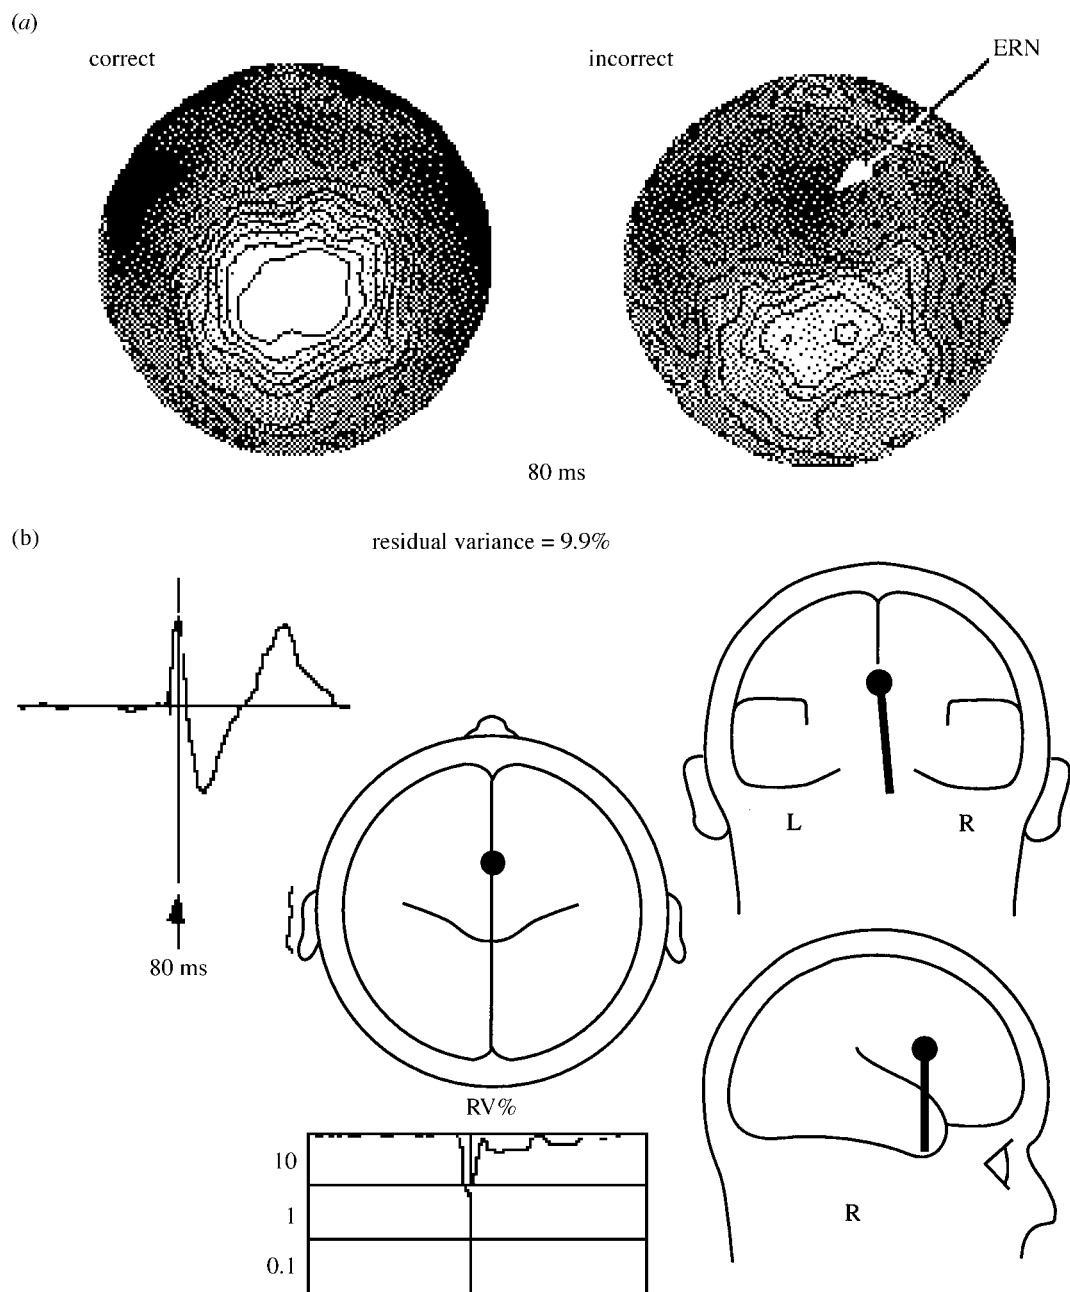 (a)
correct
incorrect
ERN
80 ms
(b)
residual variance = 9.9%
80 ms
L R
RV%
10
1
0.1
R